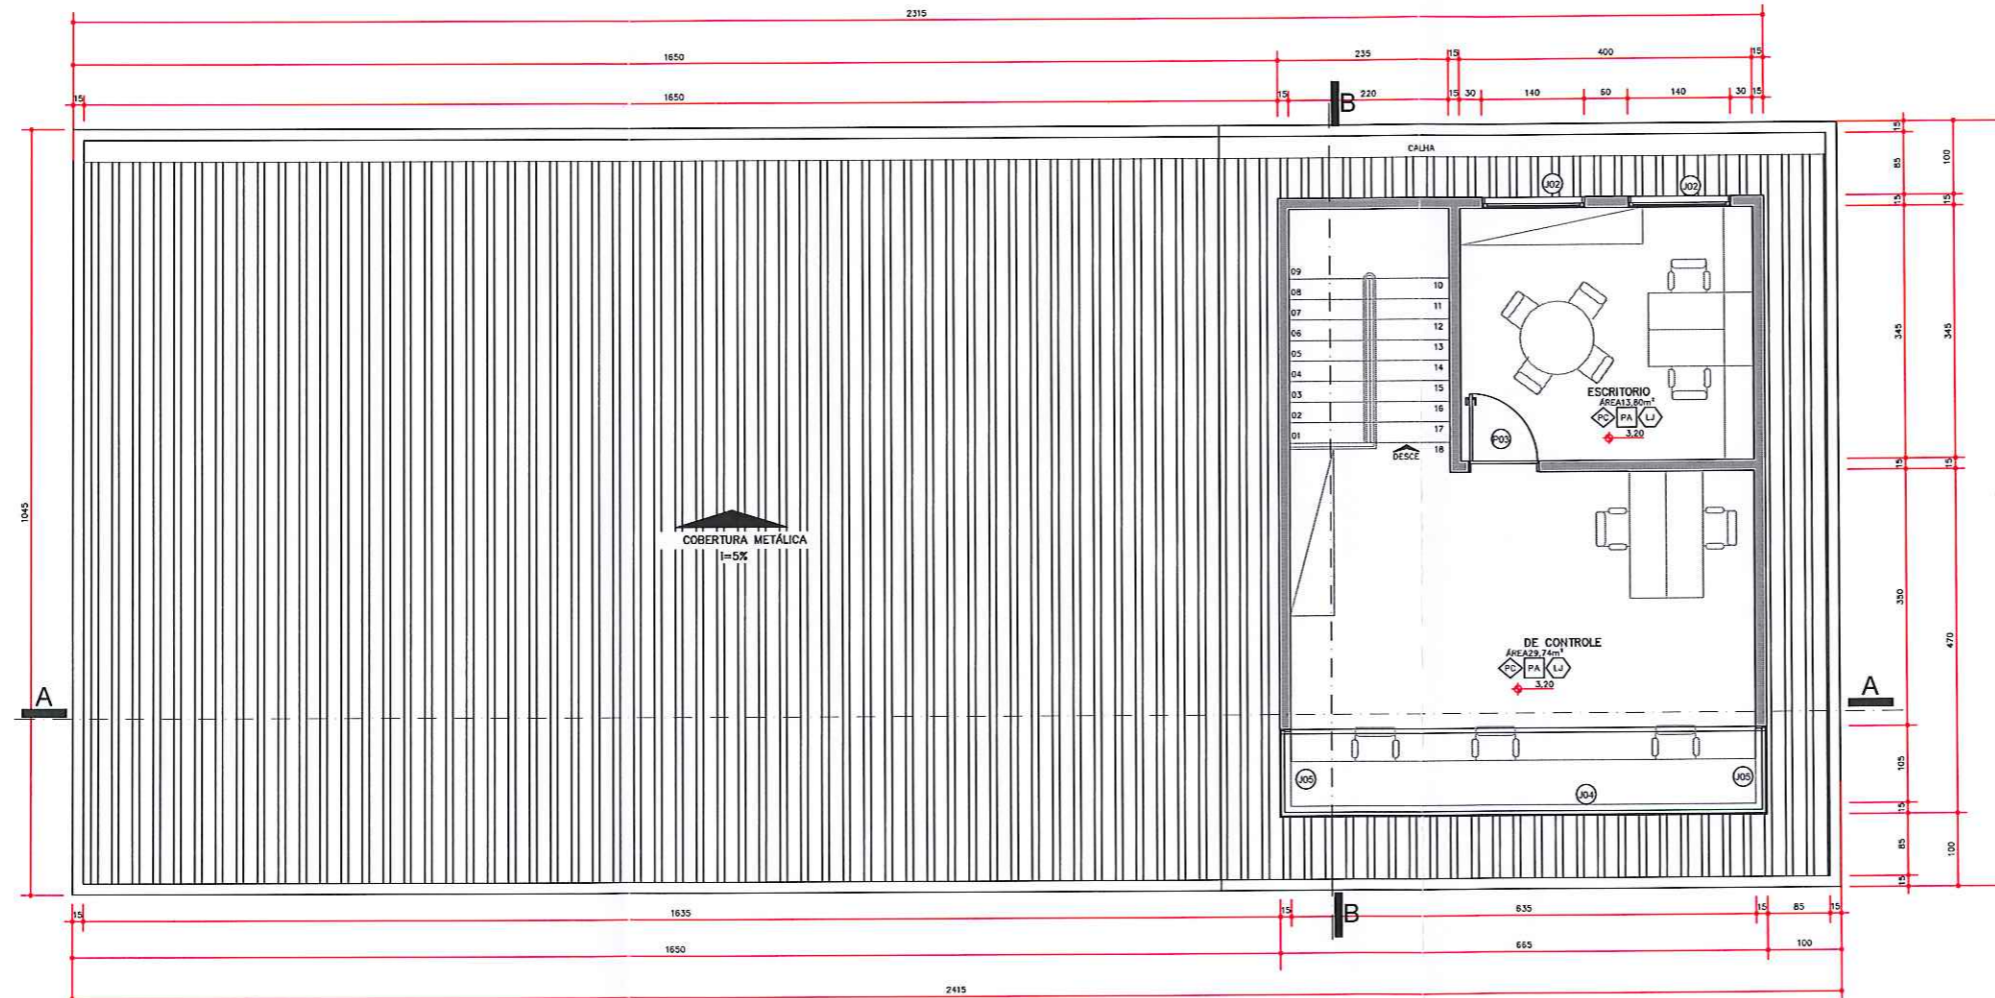 2315
1650 235 15 400 15
15 1650 15 220 15 30 140 60 140 30 15
B
CALHA
J02 J02
15
85
100
15
15
345
345
15
15
350
470
105
15
85
100
15
1045
09
08
07
06
05
04
03
02
01
10
11
12
13
14
15
16
17
18
DESCE
P03
ESCRITORIO
ÁREA13,80m²
PC PA LJ
3,20
COBERTURA METÁLICA
I=5%
DE CONTROLE
ÁREA29,74m²
PC PA LJ
3,20
A
A
J05
J04
J05
15 1635 15 635 15 85 15
B
1650 665 100
2415